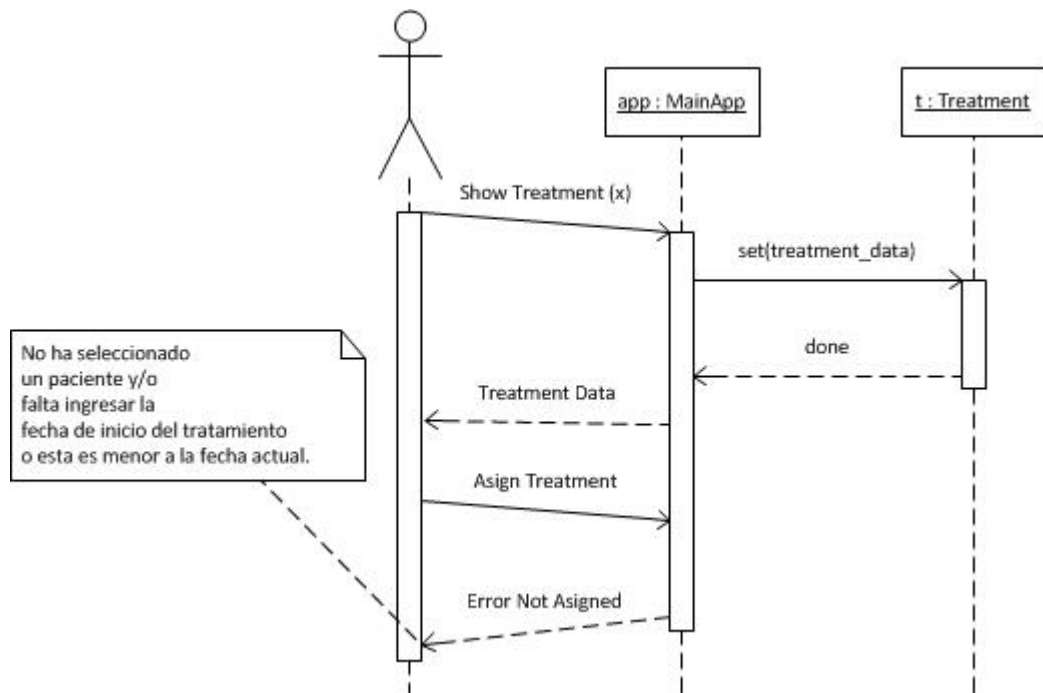 app : MainApp
t : Treatment
Show Treatment (x)
set(treatment_data)
done
No ha seleccionado
un paciente y/o
falta ingresar la
fecha de inicio del tratamiento
o esta es menor a la fecha actual.
Treatment Data
Asign Treatment
Error Not Asigned